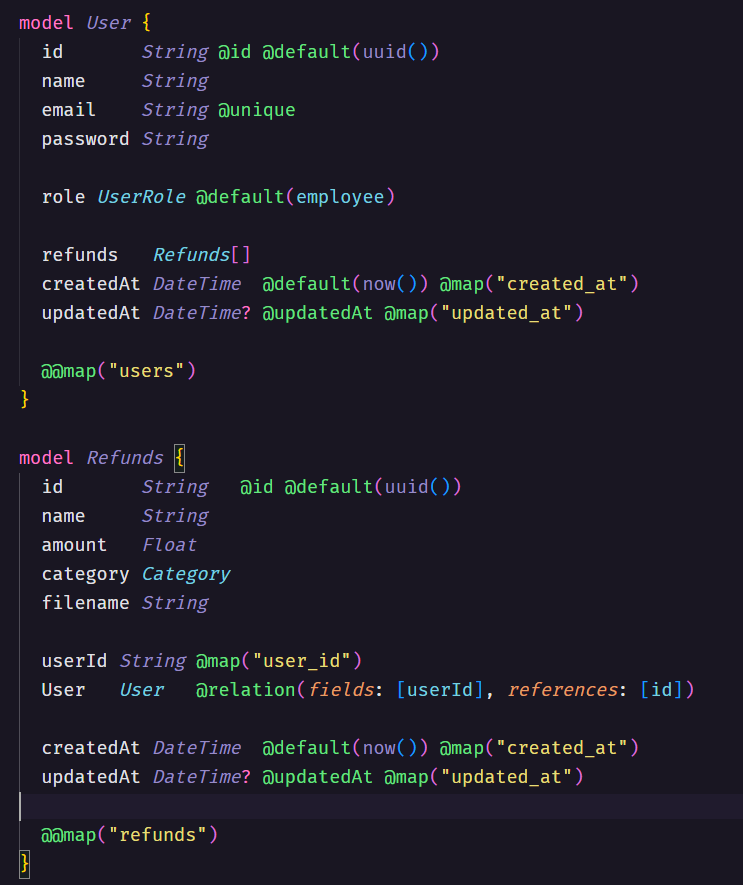 model User {
  id       String @id @default(uuid())
  name     String
  email    String @unique
  password String

  role UserRole @default(employee)

  refunds   Refunds[]
  createdAt DateTime  @default(now()) @map("created_at")
  updatedAt DateTime? @updatedAt @map("updated_at")

  @@map("users")
}

model Refunds {
  id       String   @id @default(uuid())
  name     String
  amount   Float
  category Category
  filename String

  userId String @map("user_id")
  User   User   @relation(fields: [userId], references: [id])

  createdAt DateTime  @default(now()) @map("created_at")
  updatedAt DateTime? @updatedAt @map("updated_at")

  @@map("refunds")
}